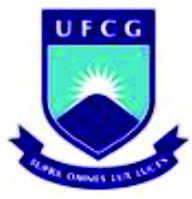 UFCG
SUPRA OMNES LUX LUCES